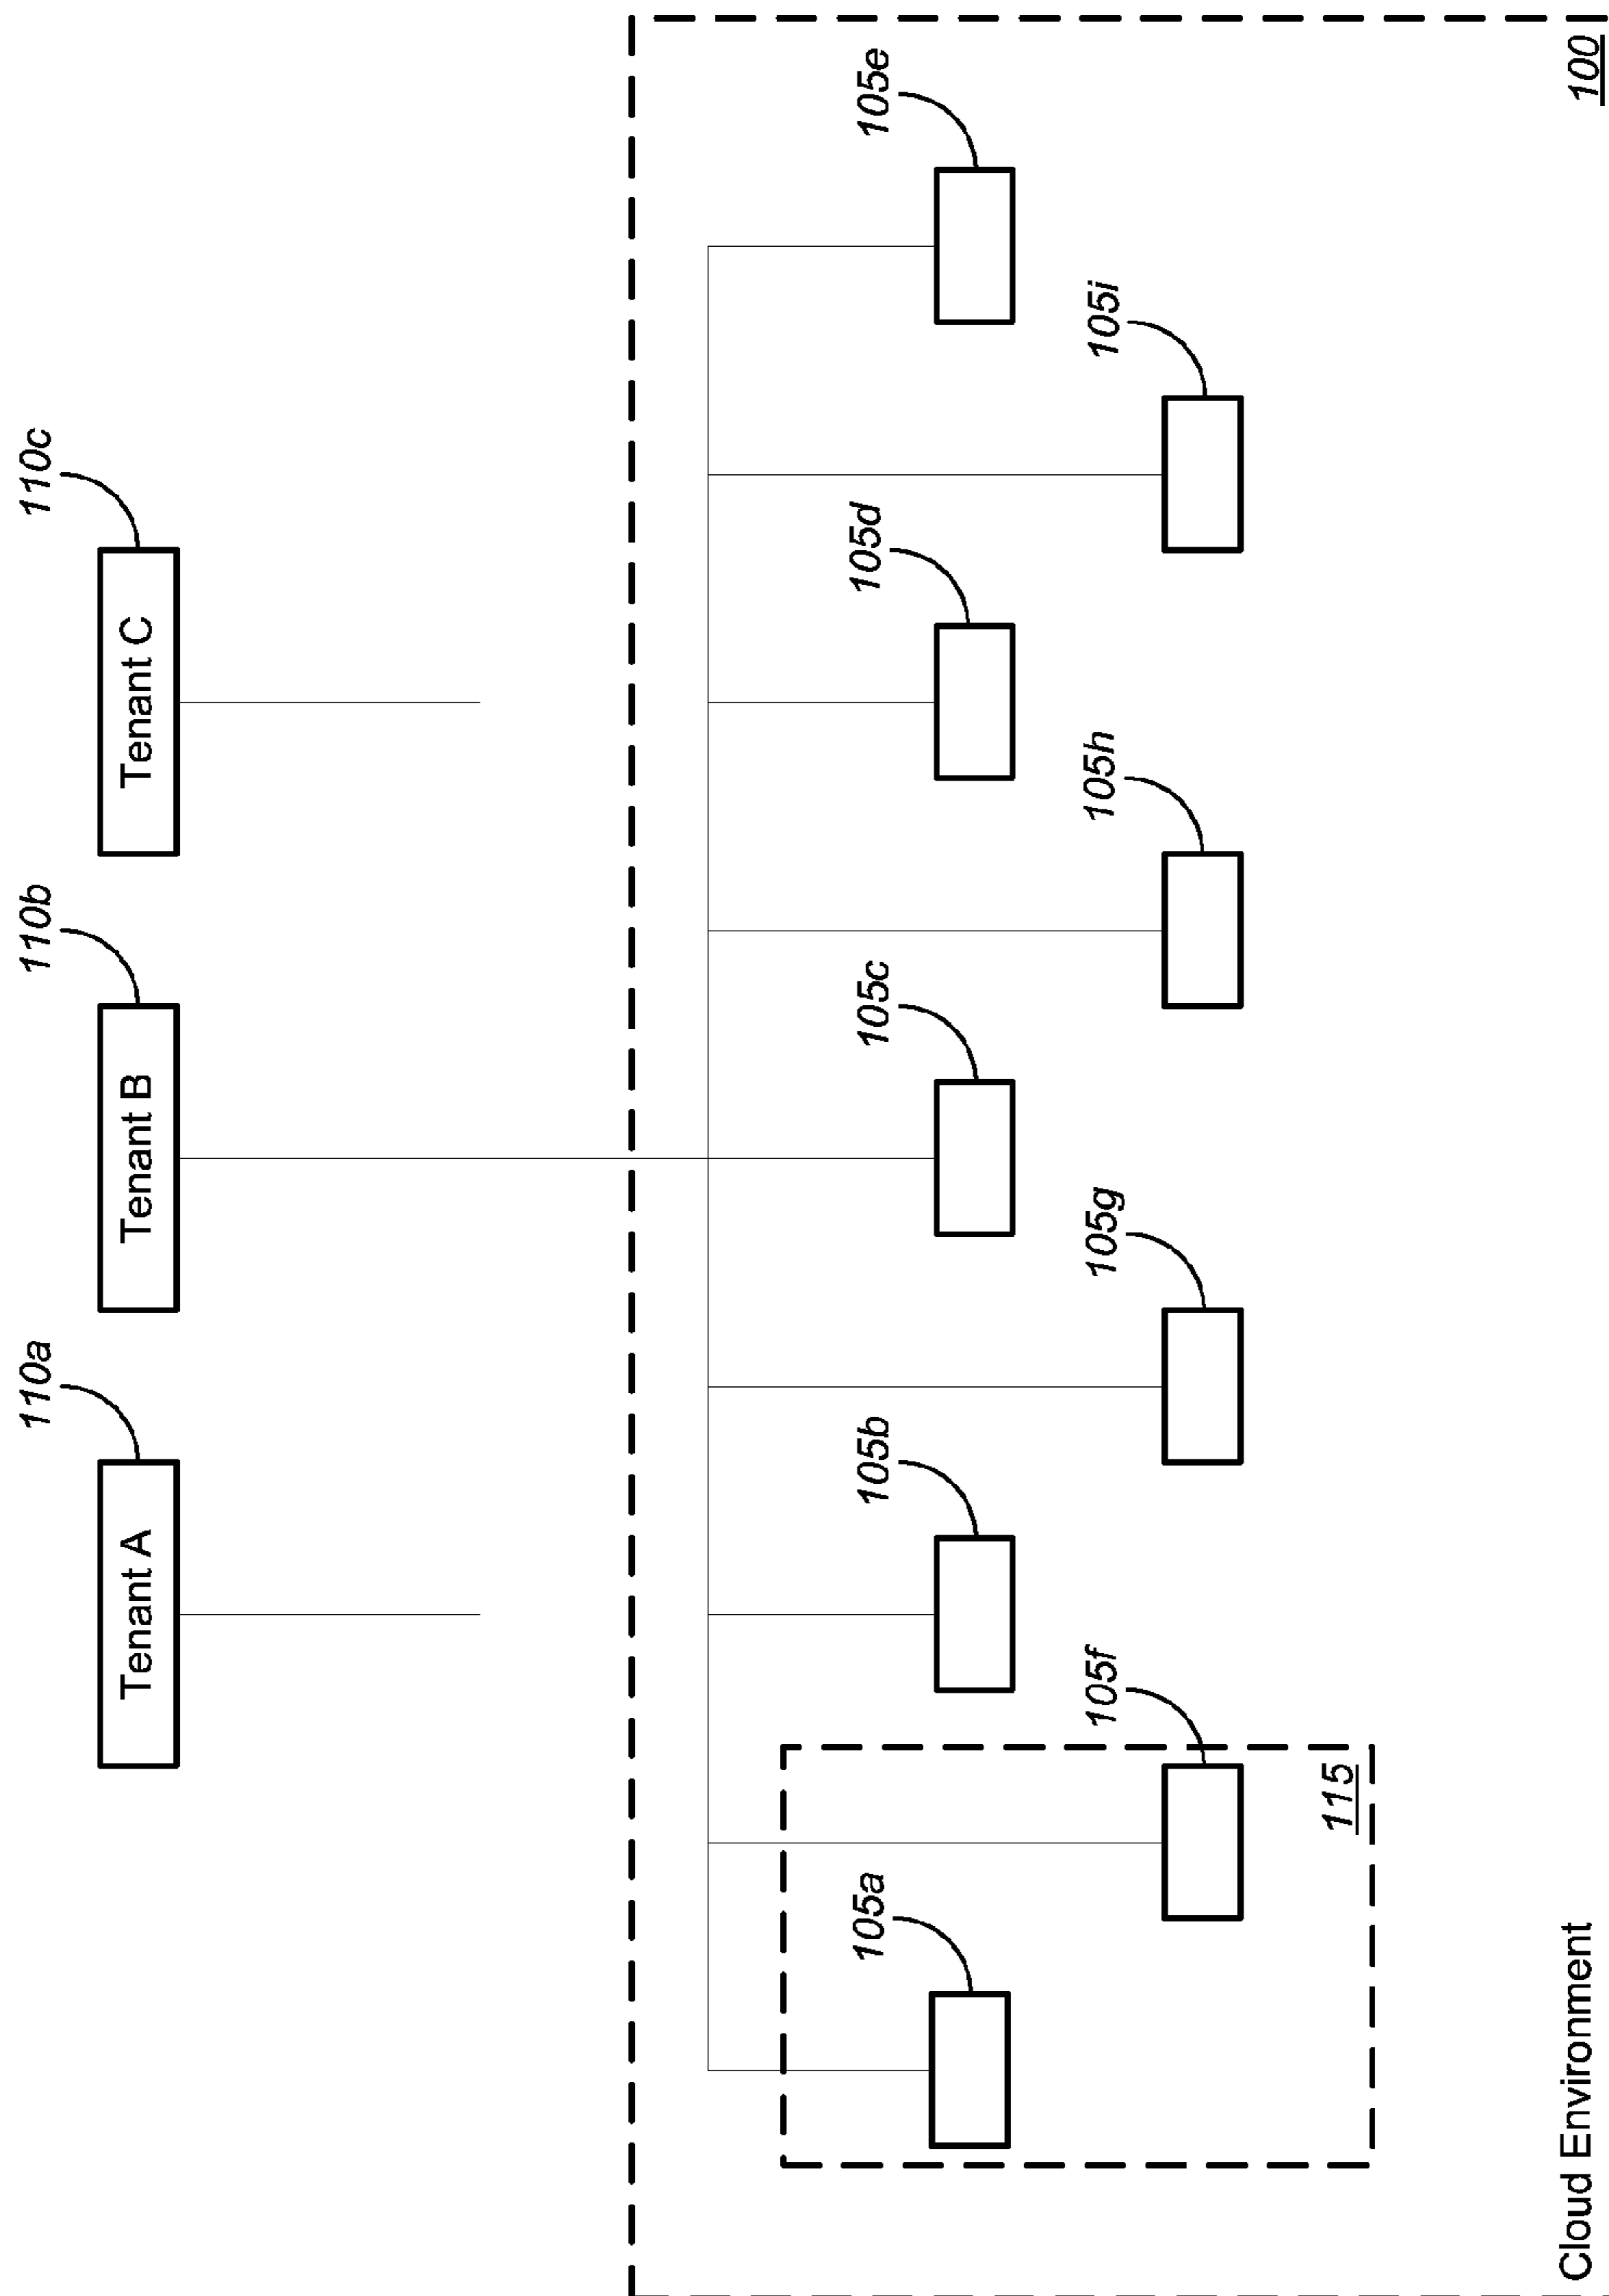 110a
110b
110c
Tenant A
Tenant B
Tenant C
105a
105b
105c
105d
105e
105f
105g
105h
105i
115
Cloud Environment
100